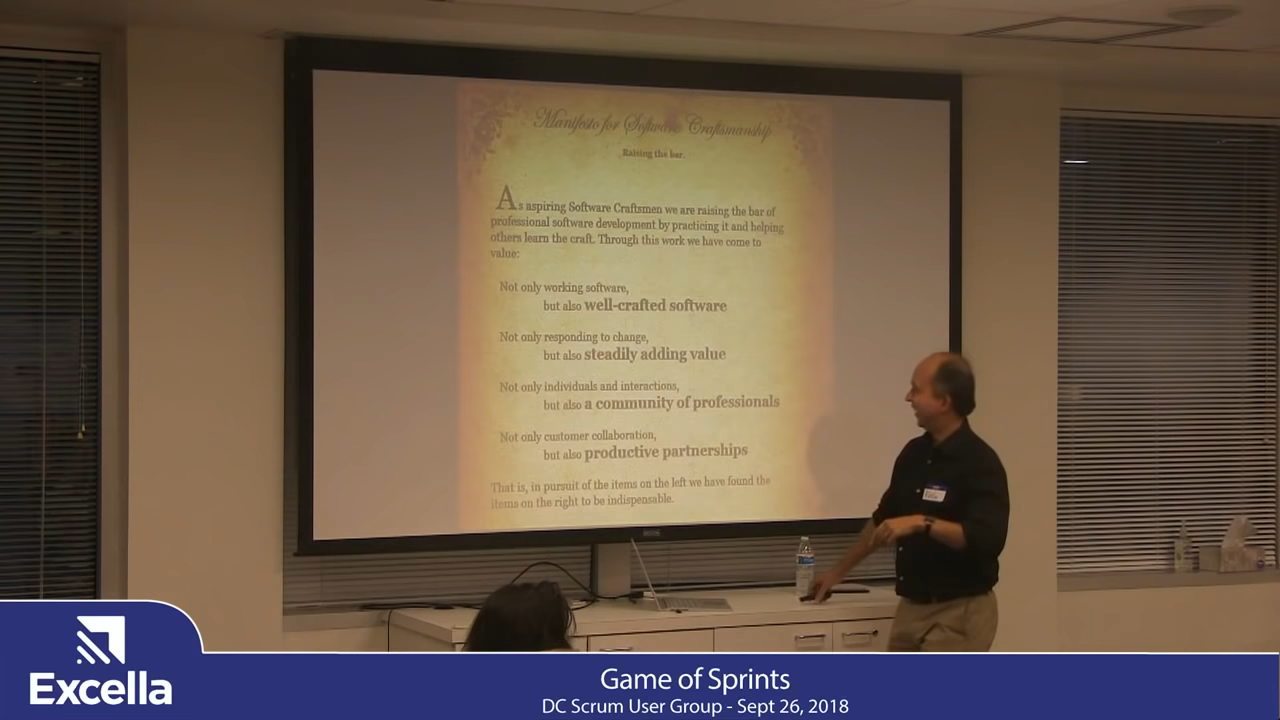 Manifesto for Software Craftsmanship
Raising the bar.
As aspiring Software Craftsmen we are raising the bar of
professional software development by practicing it and helping
others learn the craft. Through this work we have come to
value:
Not only working software,
but also well-crafted software
Not only responding to change,
but also steadily adding value
Not only individuals and interactions,
but also a community of professionals
Not only customer collaboration,
but also productive partnerships
That is, in pursuit of the items on the left we have found the
items on the right to be indispensable.
Excella
Game of Sprints
DC Scrum User Group - Sept 26, 2018